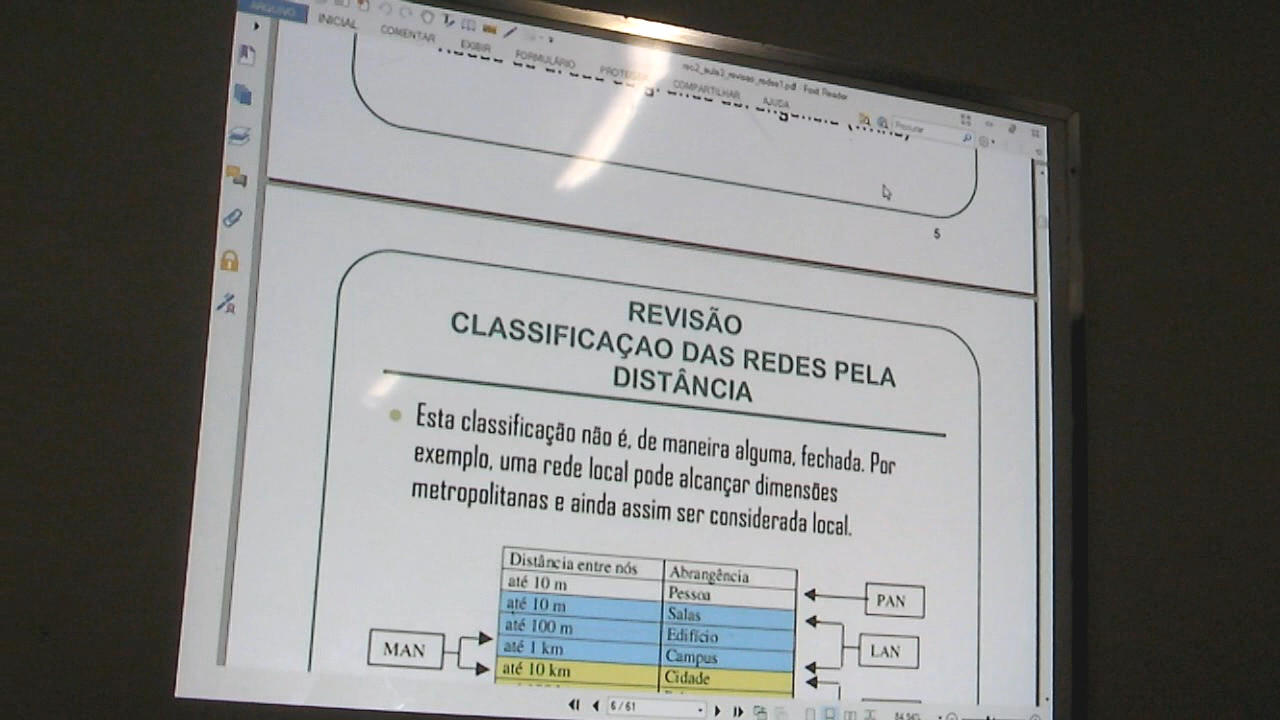 ARQUIVO
INICIAL
COMENTAR
EXIBIR
FORMULÁRIO
PROTEGER
COMPARTILHAR
AJUDA
rec2_aula3_revisao_redes1.pdf - Foxit Reader
Procurar
5
REVISÃO
CLASSIFICAÇAO DAS REDES PELA
DISTÂNCIA
Esta classificação não é, de maneira alguma, fechada. Por
exemplo, uma rede local pode alcançar dimensões
metropolitanas e ainda assim ser considerada local.
Distância entre nós Abrangência
até 10 m Pessoa
até 10 m Salas
até 100 m Edifício
até 1 km Campus
até 10 km Cidade
PAN
LAN
MAN
6 / 61